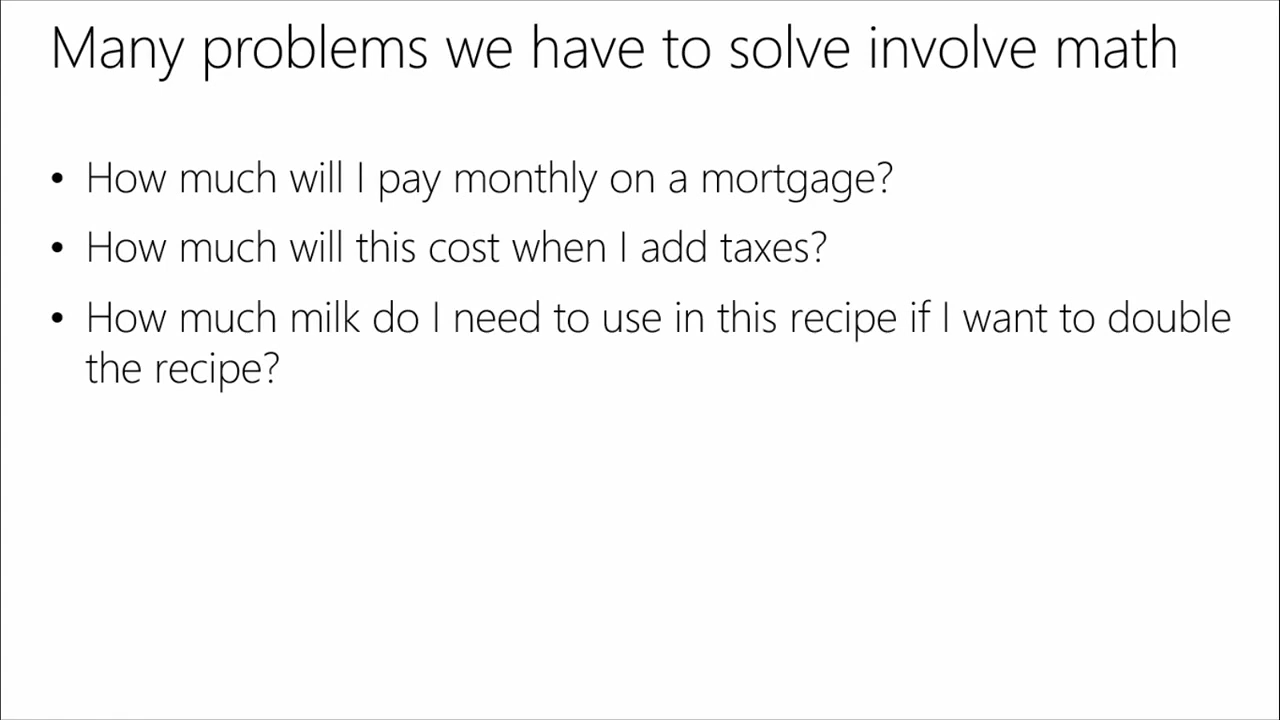 Many problems we have to solve involve math
• How much will I pay monthly on a mortgage?
• How much will this cost when I add taxes?
• How much milk do I need to use in this recipe if I want to double
the recipe?